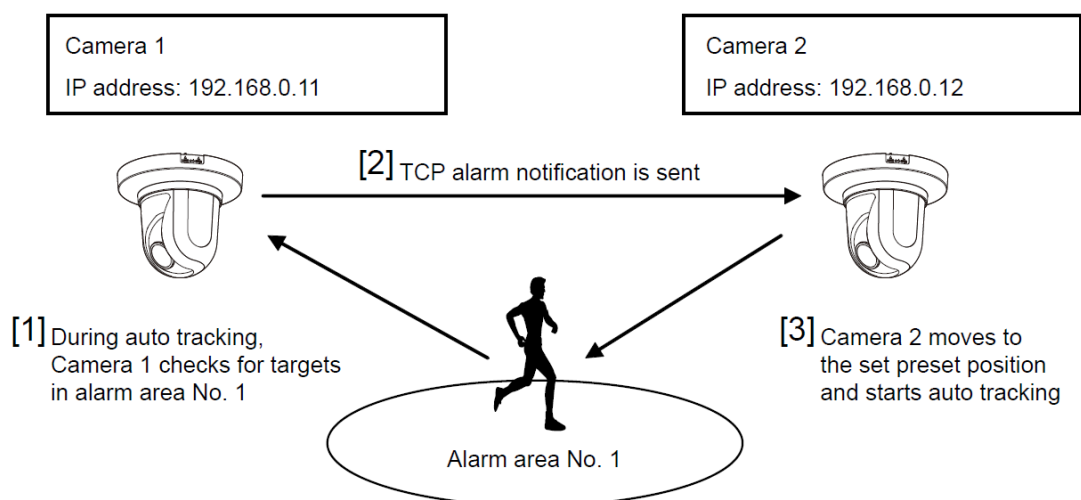 Camera 1
IP address: 192.168.0.11
Camera 2
IP address: 192.168.0.12
[2] TCP alarm notification is sent
[1] During auto tracking,
Camera 1 checks for targets
in alarm area No. 1
[3] Camera 2 moves to
the set preset position
and starts auto tracking
Alarm area No. 1